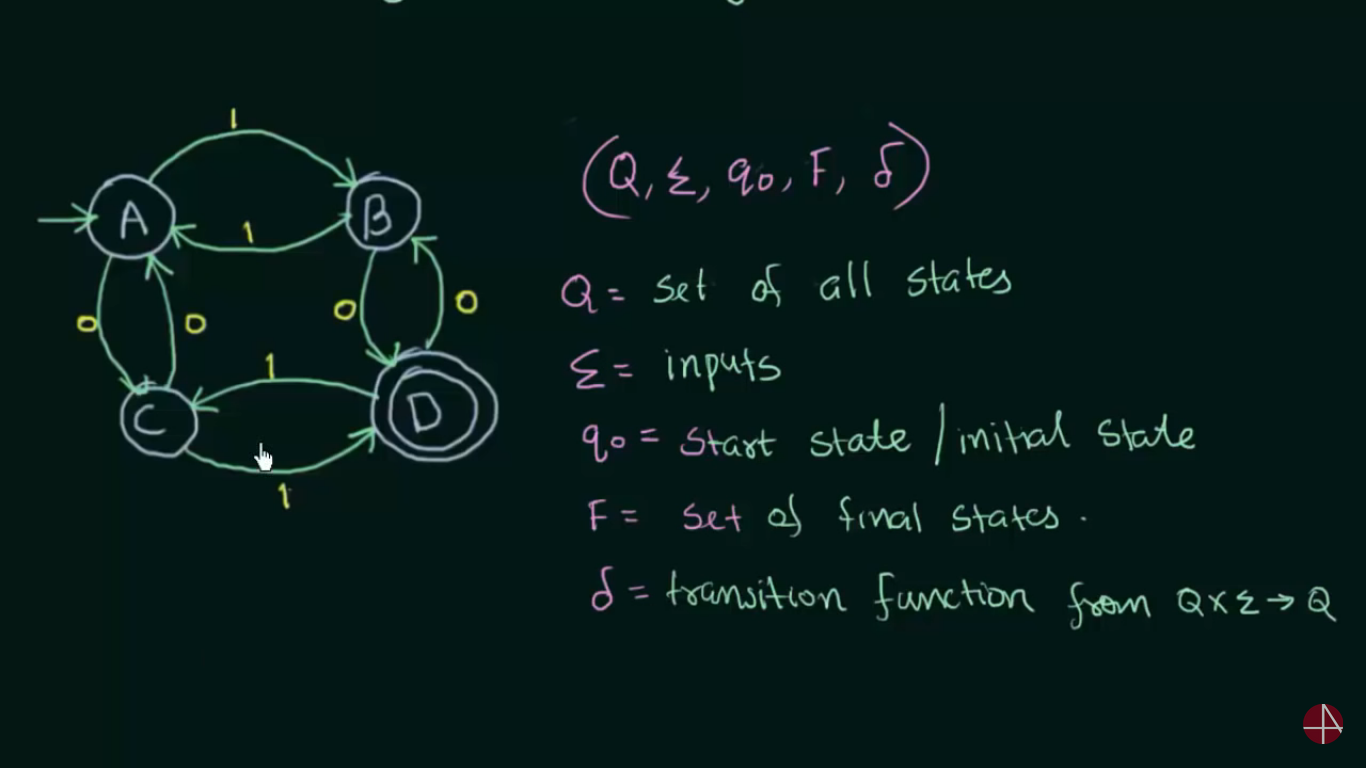 1
(Q, Σ, q0, F, δ)
A
B
1
Q = set of all states
0
0
0
0
Σ = inputs
1
C
D
q0 = Start state / initial state
1
F = Set of final states.
δ = transition function from Q × Σ → Q